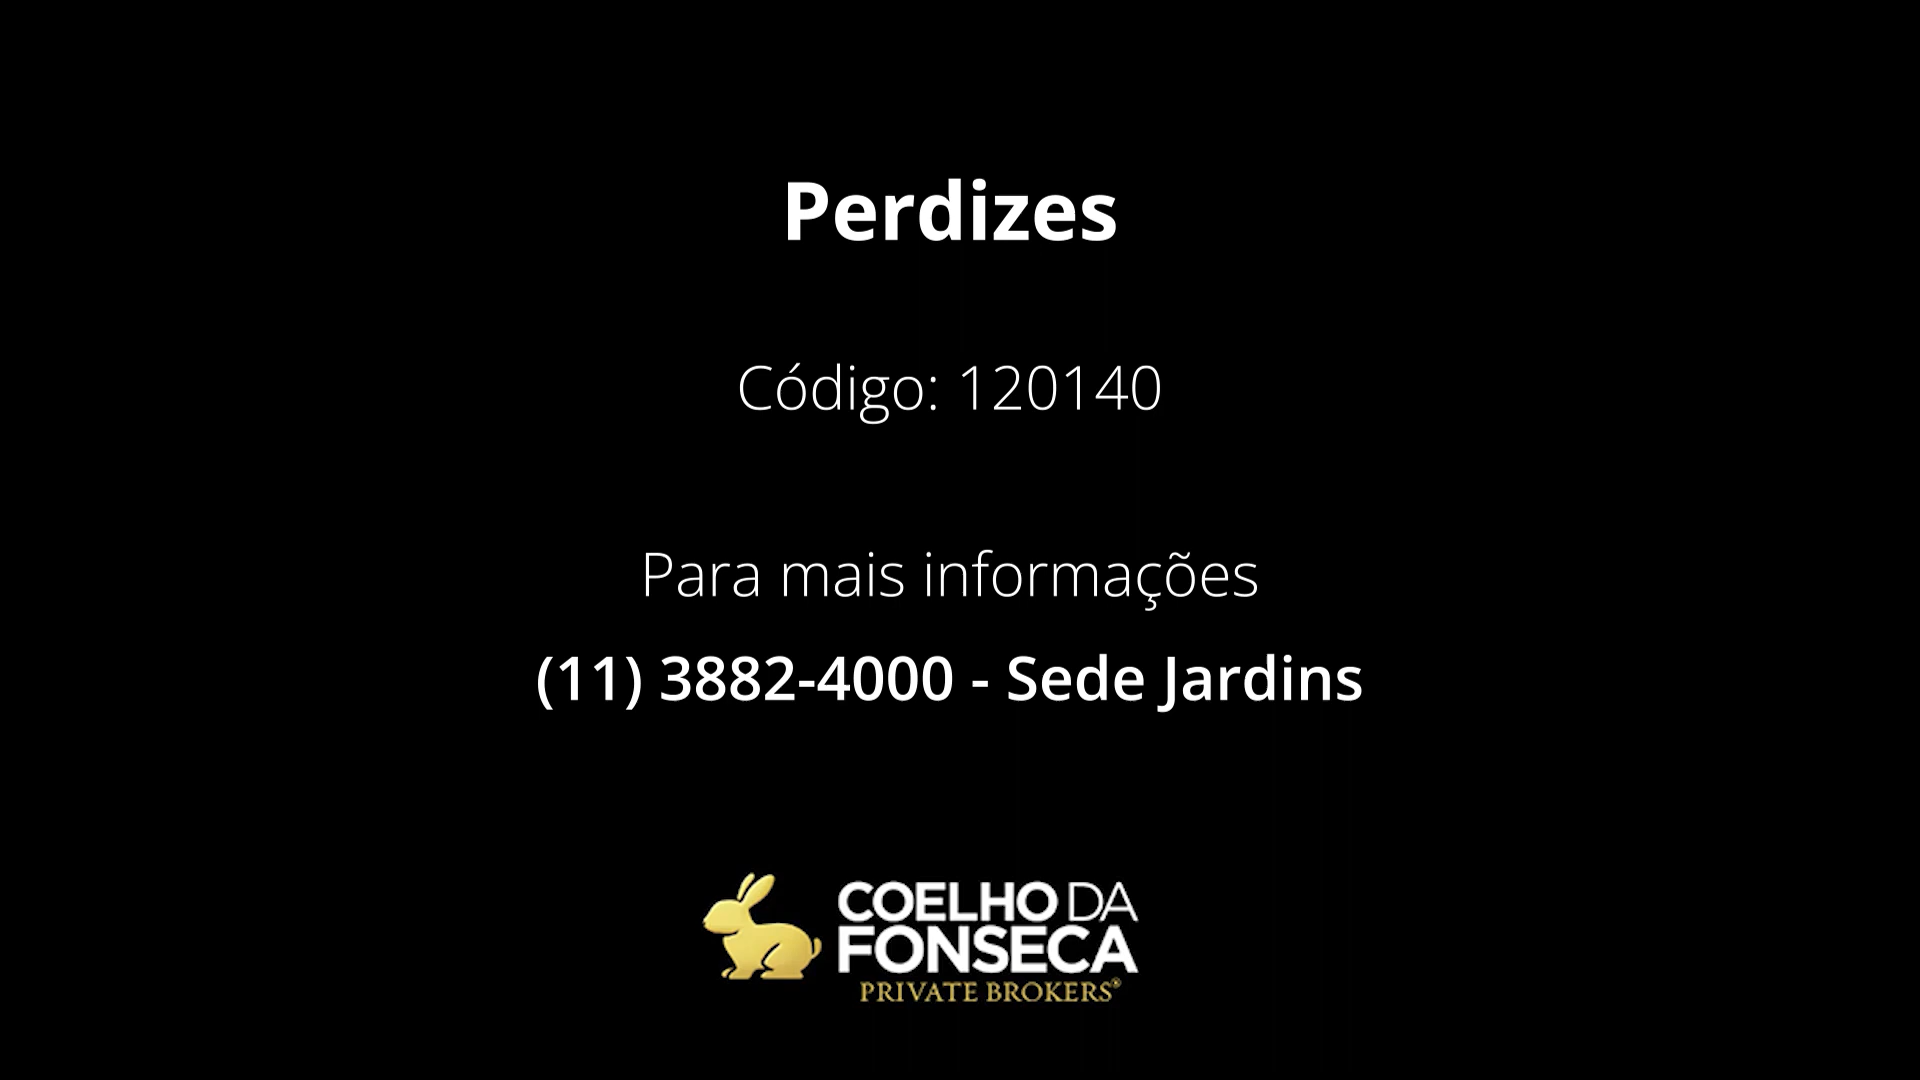 Perdizes
Código: 120140
Para mais informações
(11) 3882-4000 - Sede Jardins
COELHO DA
FONSECA
PRIVATE BROKERS®